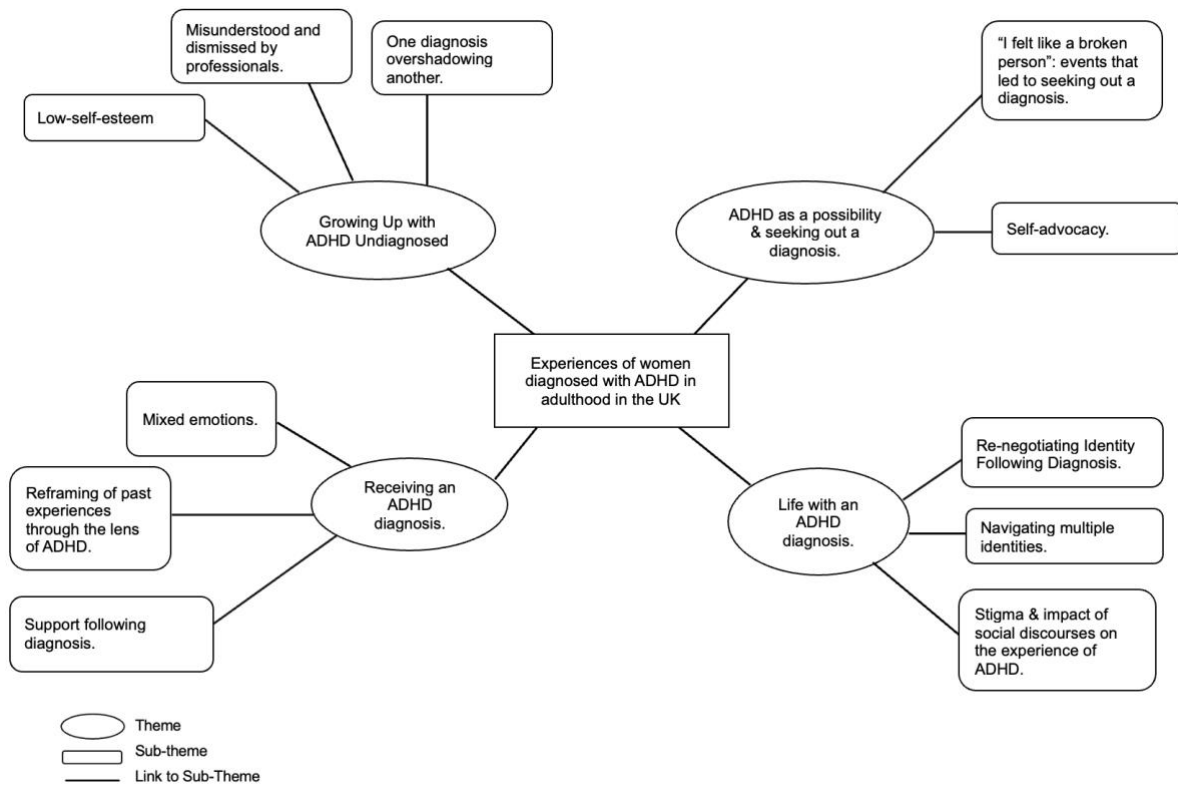 Misunderstood and
dismissed by
professionals.
One diagnosis
overshadowing
another.
Low-self-esteem
Growing Up with
ADHD Undiagnosed
“I felt like a broken
person”: events that
led to seeking out a
diagnosis.
ADHD as a possibility
& seeking out a
diagnosis.
Self-advocacy.
Experiences of women
diagnosed with ADHD in
adulthood in the UK
Mixed emotions.
Reframing of past
experiences
through the lens
of ADHD.
Receiving an
ADHD
diagnosis.
Support following
diagnosis.
Re-negotiating Identity
Following Diagnosis.
Life with an
ADHD
diagnosis.
Navigating multiple
identities.
Stigma & impact of
social discourses on
the experience of
ADHD.
Theme
Sub-theme
Link to Sub-Theme